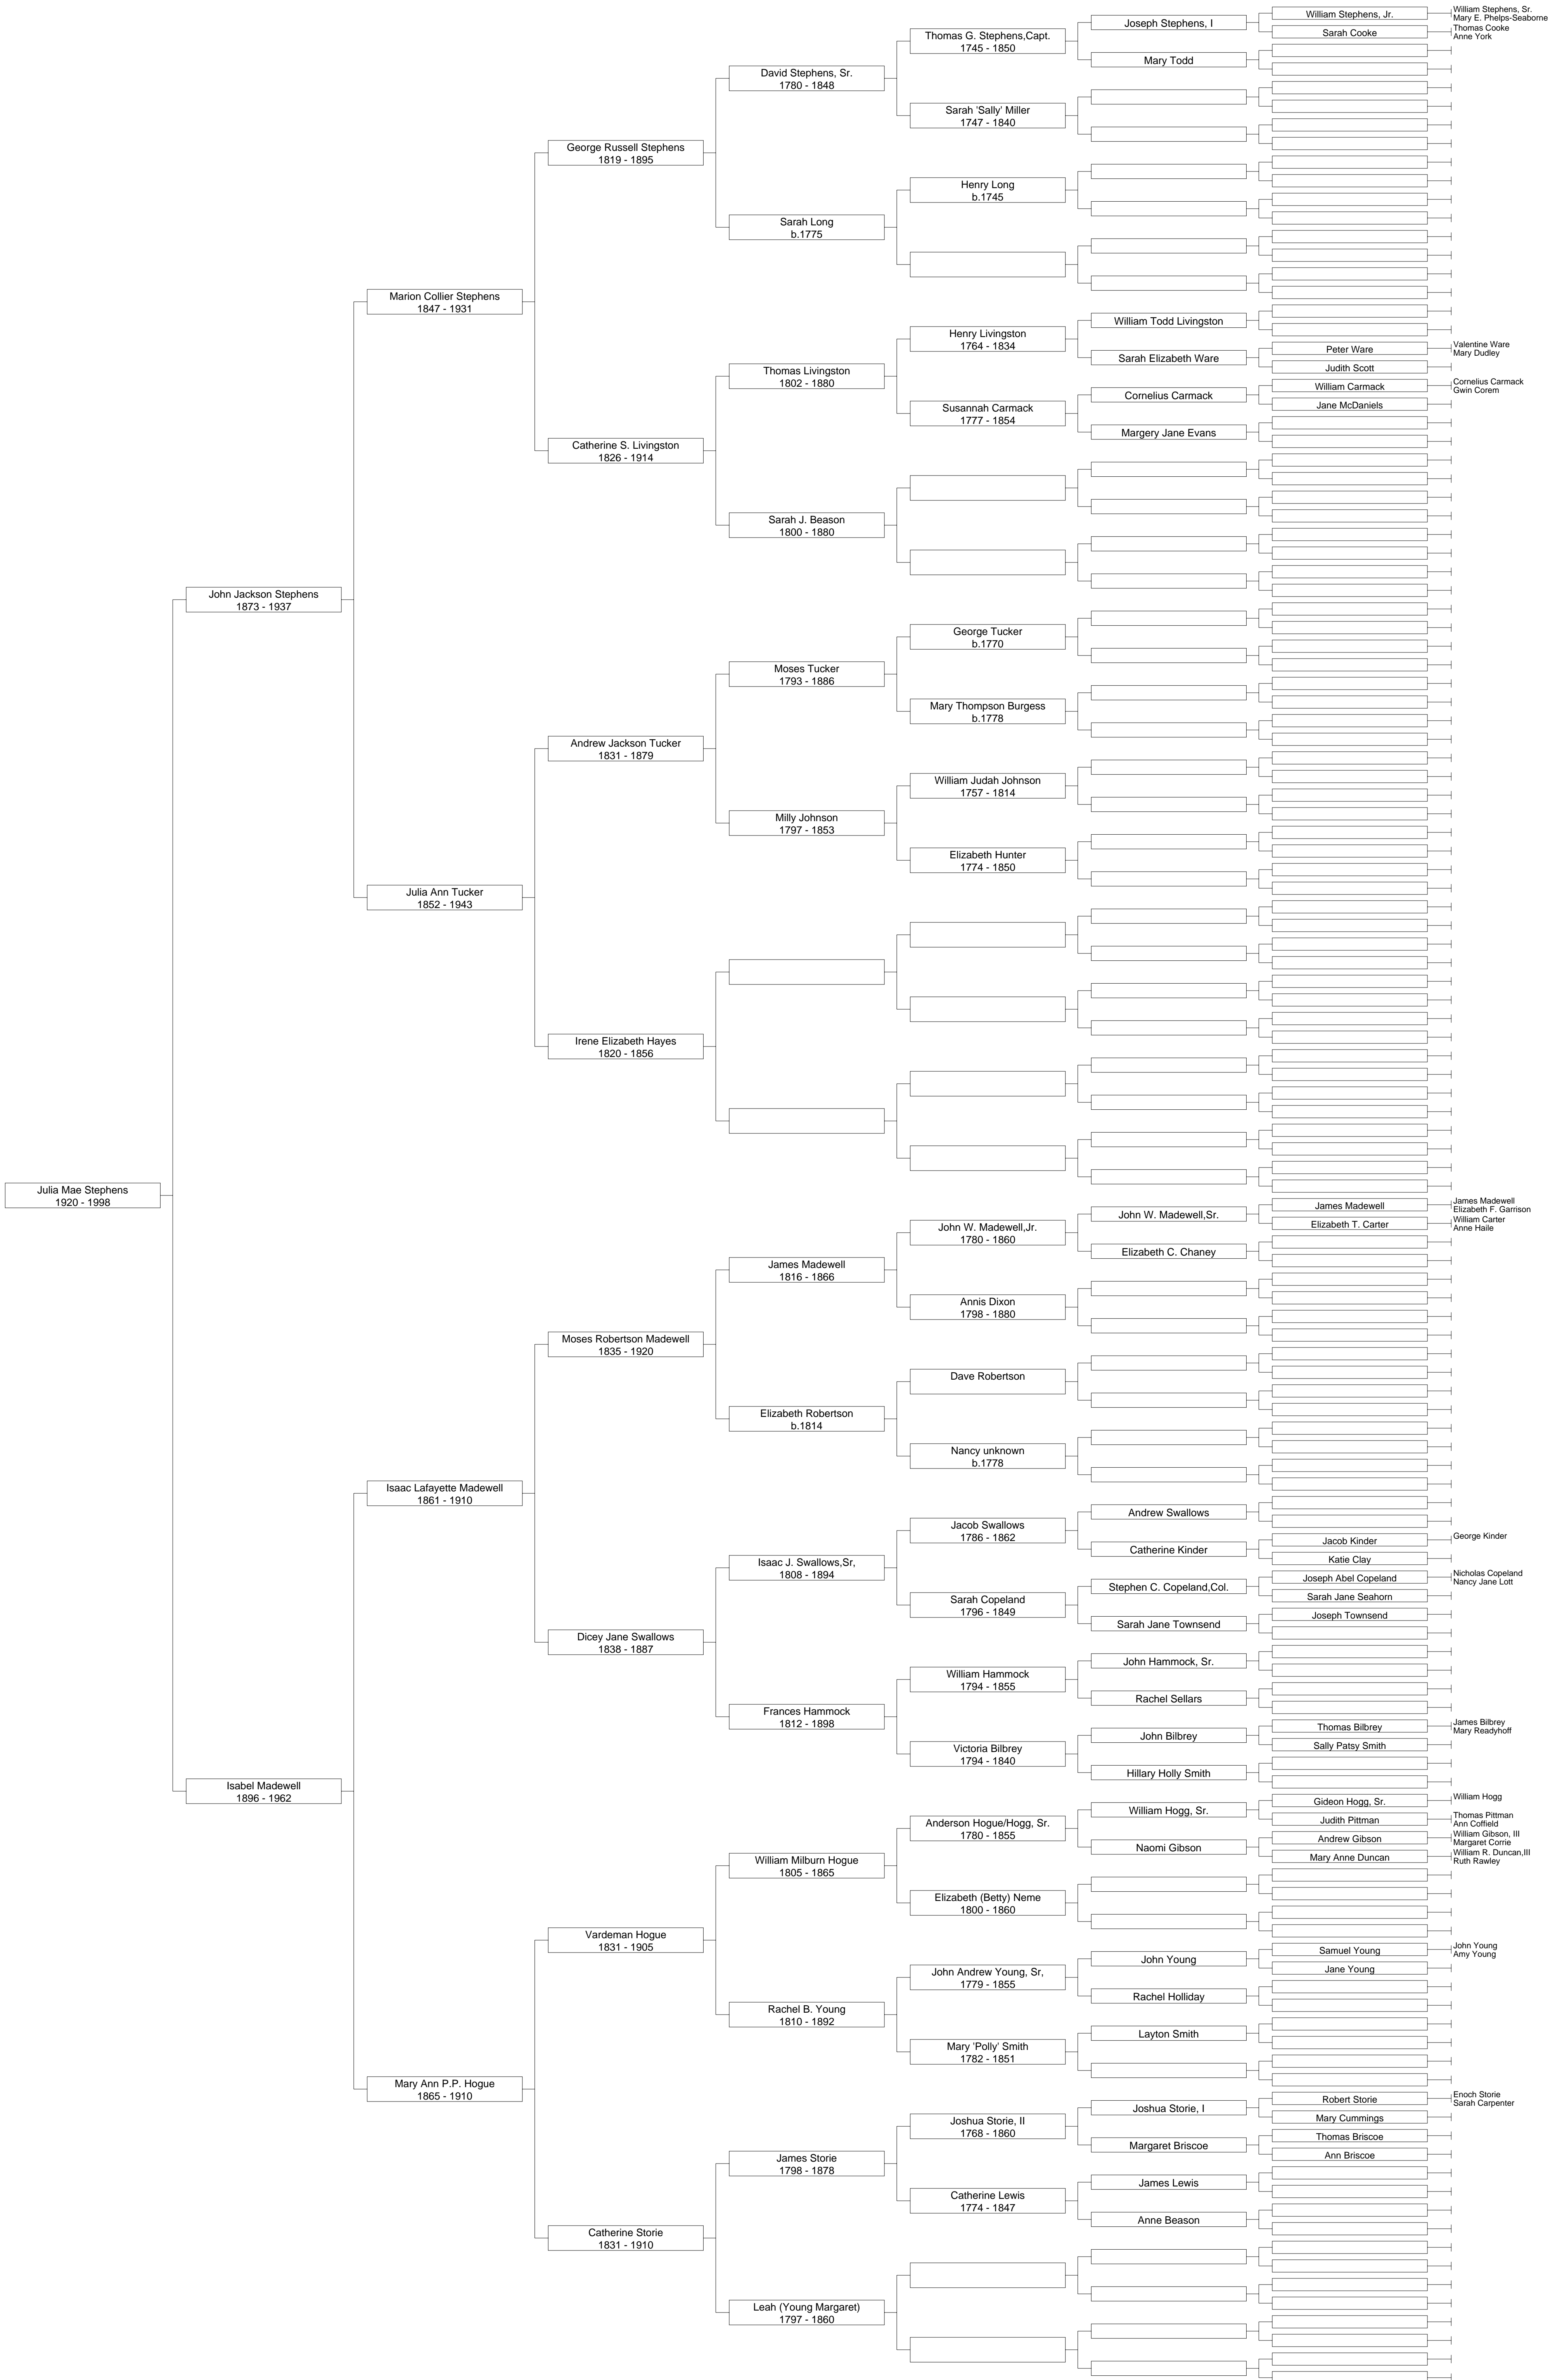 William Stephens, Sr.
William Stephens, Jr.
Mary E. Phelps-Seaborne
Joseph Stephens, I
Thomas Cooke
Sarah Cooke
Anne York
Thomas G. Stephens,Capt.
1745 - 1850
Mary Todd
David Stephens, Sr.
1780 - 1848
Sarah 'Sally' Miller
1747 - 1840
George Russell Stephens
1819 - 1895
Henry Long
b.1745
Sarah Long
b.1775
Marion Collier Stephens
1847 - 1931
William Todd Livingston
Henry Livingston
1764 - 1834
Valentine Ware
Peter Ware
Mary Dudley
Sarah Elizabeth Ware
Judith Scott
Thomas Livingston
1802 - 1880
Cornelius Carmack
William Carmack
Gwin Corem
Cornelius Carmack
Jane McDaniels
Susannah Carmack
1777 - 1854
Margery Jane Evans
Catherine S. Livingston
1826 - 1914
Sarah J. Beason
1800 - 1880
John Jackson Stephens
1873 - 1937
George Tucker
b.1770
Moses Tucker
1793 - 1886
Mary Thompson Burgess
b.1778
Andrew Jackson Tucker
1831 - 1879
William Judah Johnson
1757 - 1814
Milly Johnson
1797 - 1853
Elizabeth Hunter
1774 - 1850
Julia Ann Tucker
1852 - 1943
Irene Elizabeth Hayes
1820 - 1856
Julia Mae Stephens
1920 - 1998
James Madewell
James Madewell
Elizabeth F. Garrison
John W. Madewell,Sr.
William Carter
Elizabeth T. Carter
Anne Haile
John W. Madewell,Jr.
1780 - 1860
Elizabeth C. Chaney
James Madewell
1816 - 1866
Annis Dixon
1798 - 1880
Moses Robertson Madewell
1835 - 1920
Dave Robertson
Elizabeth Robertson
b.1814
Nancy unknown
b.1778
Isaac Lafayette Madewell
1861 - 1910
Andrew Swallows
Jacob Swallows
1786 - 1862
George Kinder
Jacob Kinder
Catherine Kinder
Katie Clay
Isaac J. Swallows,Sr,
1808 - 1894
Nicholas Copeland
Joseph Abel Copeland
Nancy Jane Lott
Stephen C. Copeland,Col.
Sarah Jane Seahorn
Sarah Copeland
1796 - 1849
Joseph Townsend
Sarah Jane Townsend
Dicey Jane Swallows
1838 - 1887
John Hammock, Sr.
William Hammock
1794 - 1855
Rachel Sellars
Frances Hammock
1812 - 1898
James Bilbrey
Thomas Bilbrey
Mary Readyhoff
John Bilbrey
Sally Patsy Smith
Victoria Bilbrey
1794 - 1840
Hillary Holly Smith
Isabel Madewell
1896 - 1962
William Hogg
Gideon Hogg, Sr.
William Hogg, Sr.
Thomas Pittman
Judith Pittman
Ann Coffield
Anderson Hogue/Hogg, Sr.
1780 - 1855
William Gibson, III
Andrew Gibson
Margaret Corrie
Naomi Gibson
William R. Duncan,III
Mary Anne Duncan
Ruth Rawley
William Milburn Hogue
1805 - 1865
Elizabeth (Betty) Neme
1800 - 1860
Vardeman Hogue
1831 - 1905
John Young
Samuel Young
Amy Young
John Young
Jane Young
John Andrew Young, Sr,
1779 - 1855
Rachel Holliday
Rachel B. Young
1810 - 1892
Layton Smith
Mary 'Polly' Smith
1782 - 1851
Mary Ann P.P. Hogue
1865 - 1910
Enoch Storie
Robert Storie
Sarah Carpenter
Joshua Storie, I
Mary Cummings
Joshua Storie, II
1768 - 1860
Thomas Briscoe
Margaret Briscoe
Ann Briscoe
James Storie
1798 - 1878
James Lewis
Catherine Lewis
1774 - 1847
Anne Beason
Catherine Storie
1831 - 1910
Leah (Young Margaret)
1797 - 1860